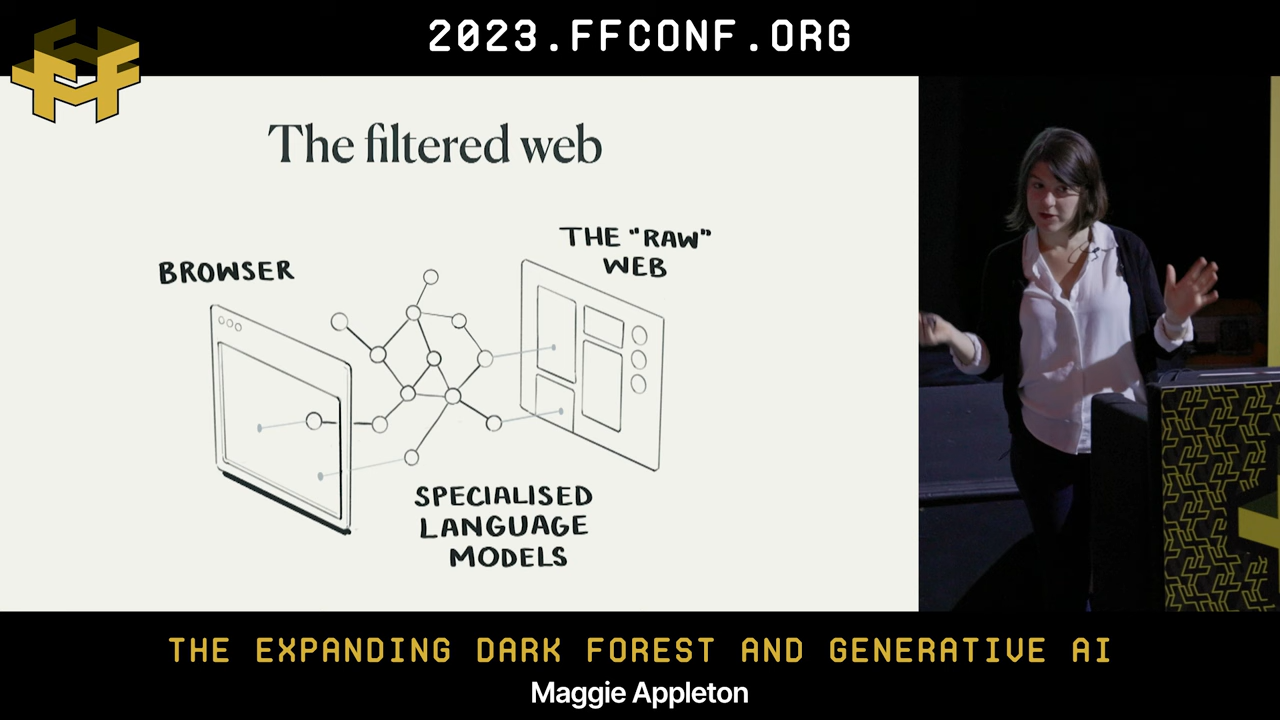 2023.FFCONF.ORG
FF
The filtered web
BROWSER
THE "RAW"
WEB
SPECIALISED
LANGUAGE
MODELS
THE EXPANDING DARK FOREST AND GENERATIVE AI
Maggie Appleton